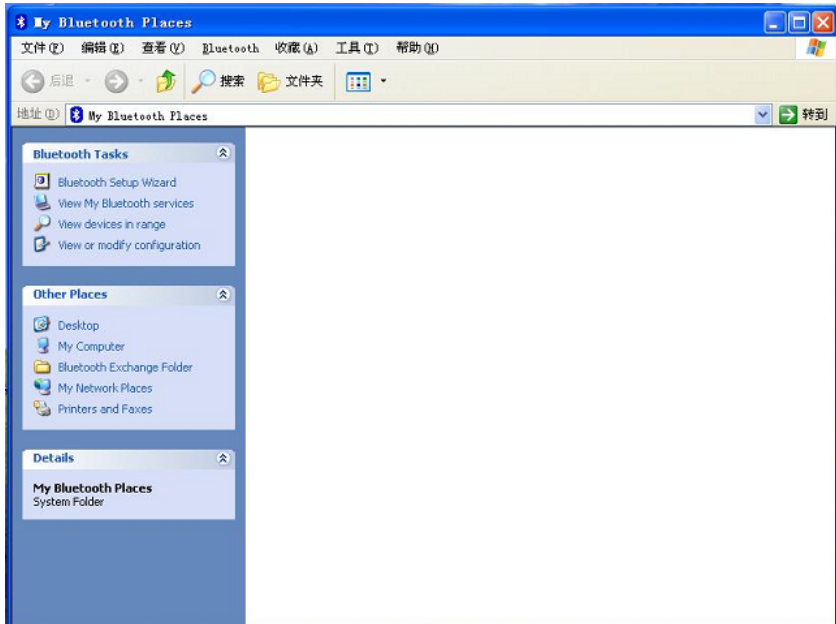 My Bluetooth Places
文件(F) 编辑(E) 查看(V) Bluetooth 收藏(A) 工具(T) 帮助(H)
后退 搜索 文件夹
地址(D) My Bluetooth Places 转到
Bluetooth Tasks
Bluetooth Setup Wizard
View My Bluetooth services
View devices in range
View or modify configuration
Other Places
Desktop
My Computer
Bluetooth Exchange Folder
My Network Places
Printers and Faxes
Details
My Bluetooth Places
System Folder